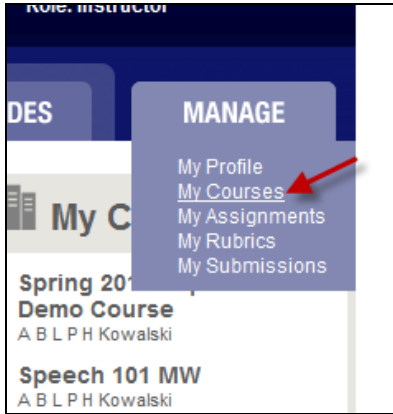 Role: Instructor
DES
MANAGE
My Profile
My Courses
My Assignments
My Rubrics
My Submissions
My C
Spring 201
Demo Course
A B L P H Kowalski
Speech 101 MW
A B L P H Kowalski